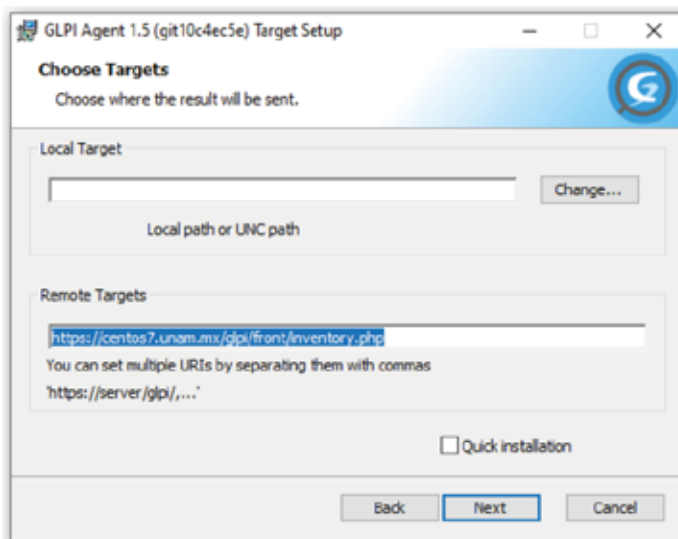 GLPI Agent 1.5 (git10c4ec5e) Target Setup
Choose Targets
Choose where the result will be sent.
Local Target
Change...
Local path or UNC path
Remote Targets
https://centos7.unam.mx/glpi/front/inventory.php
You can set multiple URIs by separating them with commas
'https://server/glpi/,...'
Quick installation
Back Next Cancel